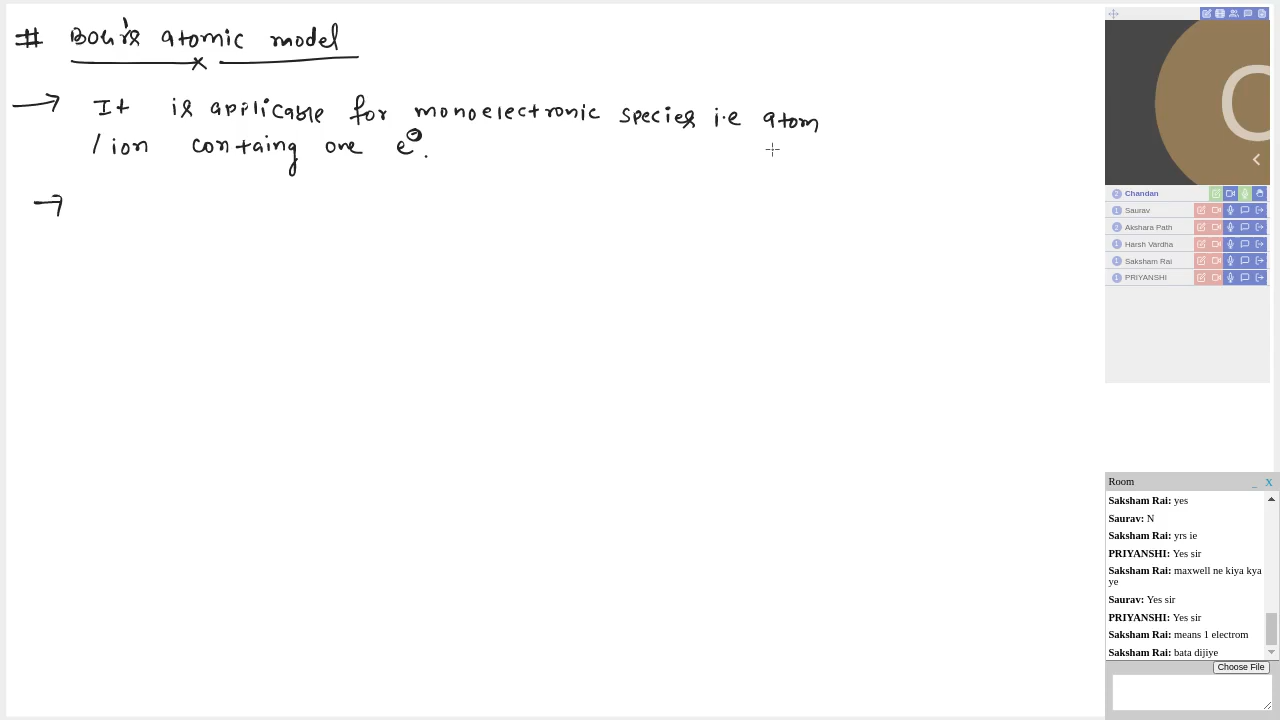 # Bohr's atomic model
→ It is applicable for monoelectronic species i.e atom
/ ion containg one e⊖.
→
C
Chandan
Saurav
Akshara Path
Harsh Vardha
Saksham Rai
PRIYANSHI
Room _ X
Saksham Rai: yes
Saurav: N
Saksham Rai: yrs ie
PRIYANSHI: Yes sir
Saksham Rai: maxwell ne kiya kya
ye
Saurav: Yes sir
PRIYANSHI: Yes sir
Saksham Rai: means 1 electrom
Saksham Rai: bata dijiye
Choose File